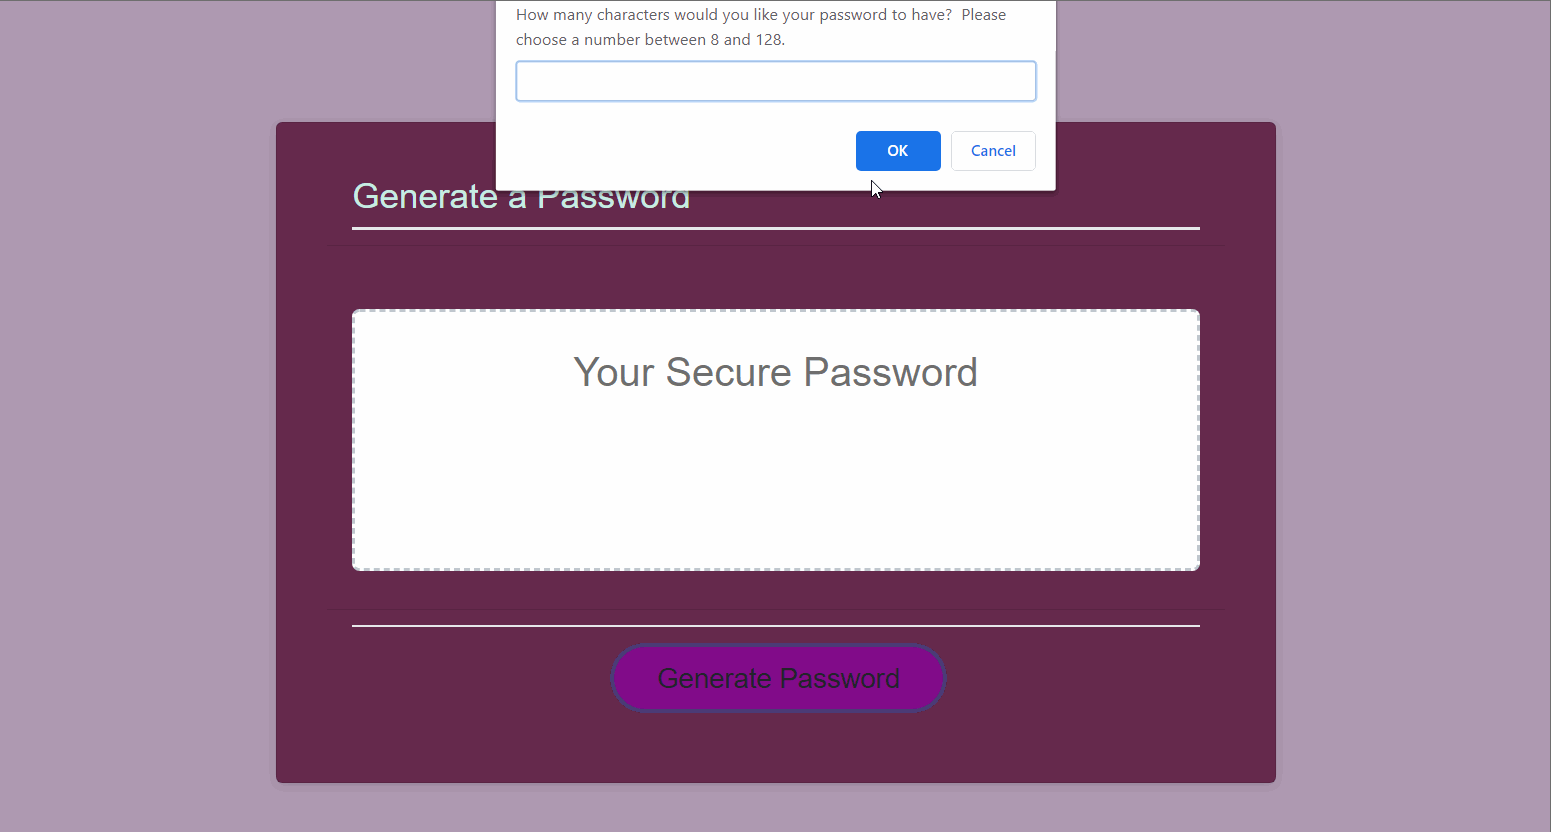 How many characters would you like your password to have?  Please
choose a number between 8 and 128.
OK
Cancel
Generate a Password
Your Secure Password
Generate Password